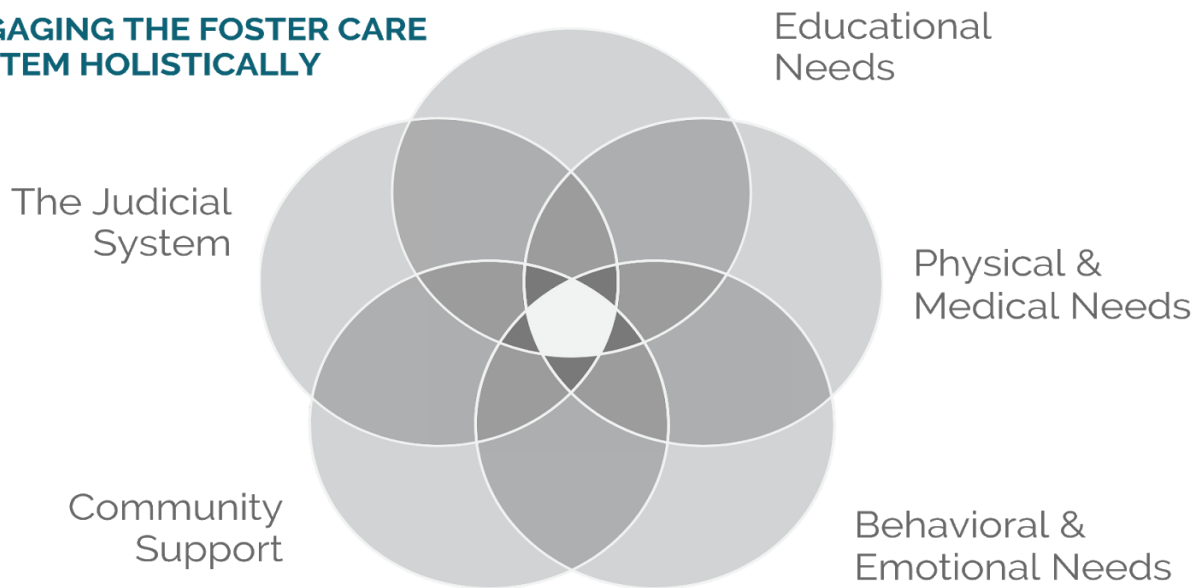 GAGING THE FOSTER CARE
TEM HOLISTICALLY
Educational
Needs
The Judicial
System
Physical &
Medical Needs
Community
Support
Behavioral &
Emotional Needs